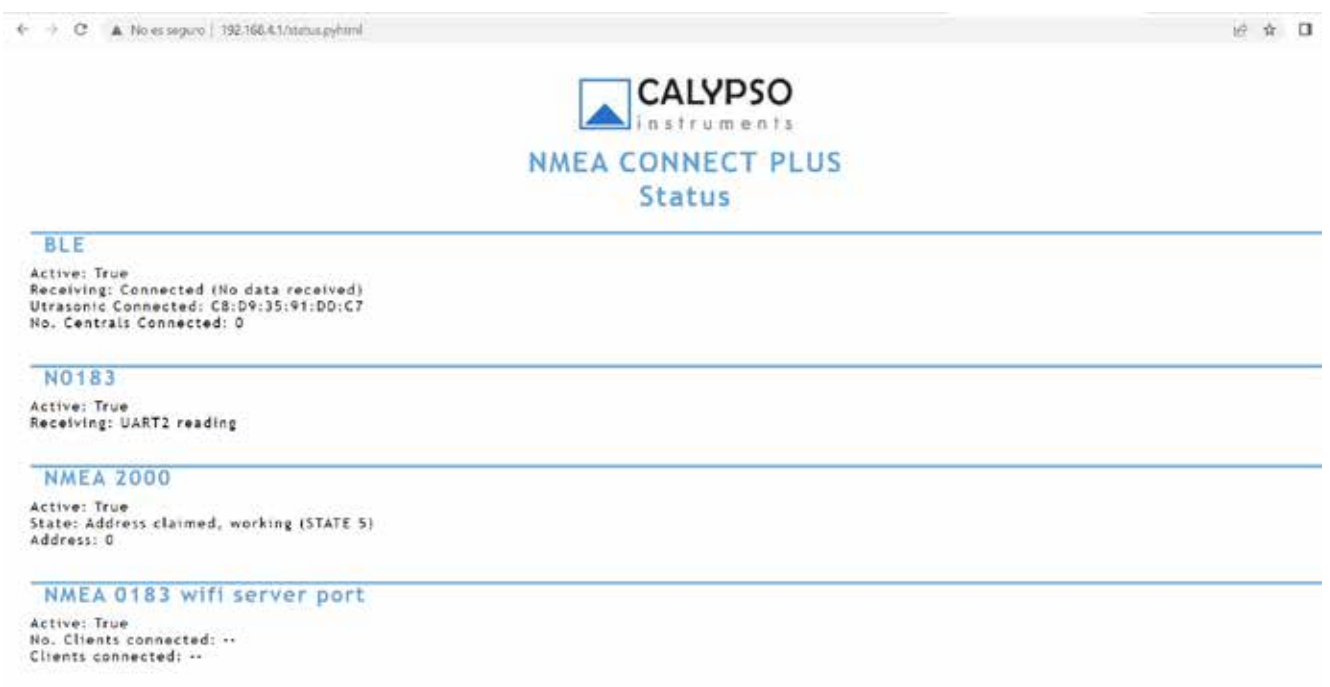 No es seguro | 192.168.4.1/status.pyhtml
CALYPSO
instruments
NMEA CONNECT PLUS
Status
BLE
Active: True
Receiving: Connected (No data received)
Utrasonic Connected: C8:D9:35:91:DD:C7
No. Centrals Connected: 0
N0183
Active: True
Receiving: UART2 reading
NMEA 2000
Active: True
State: Address claimed, working (STATE 5)
Address: 0
NMEA 0183 wifi server port
Active: True
No. Clients connected: --
Clients connected: --